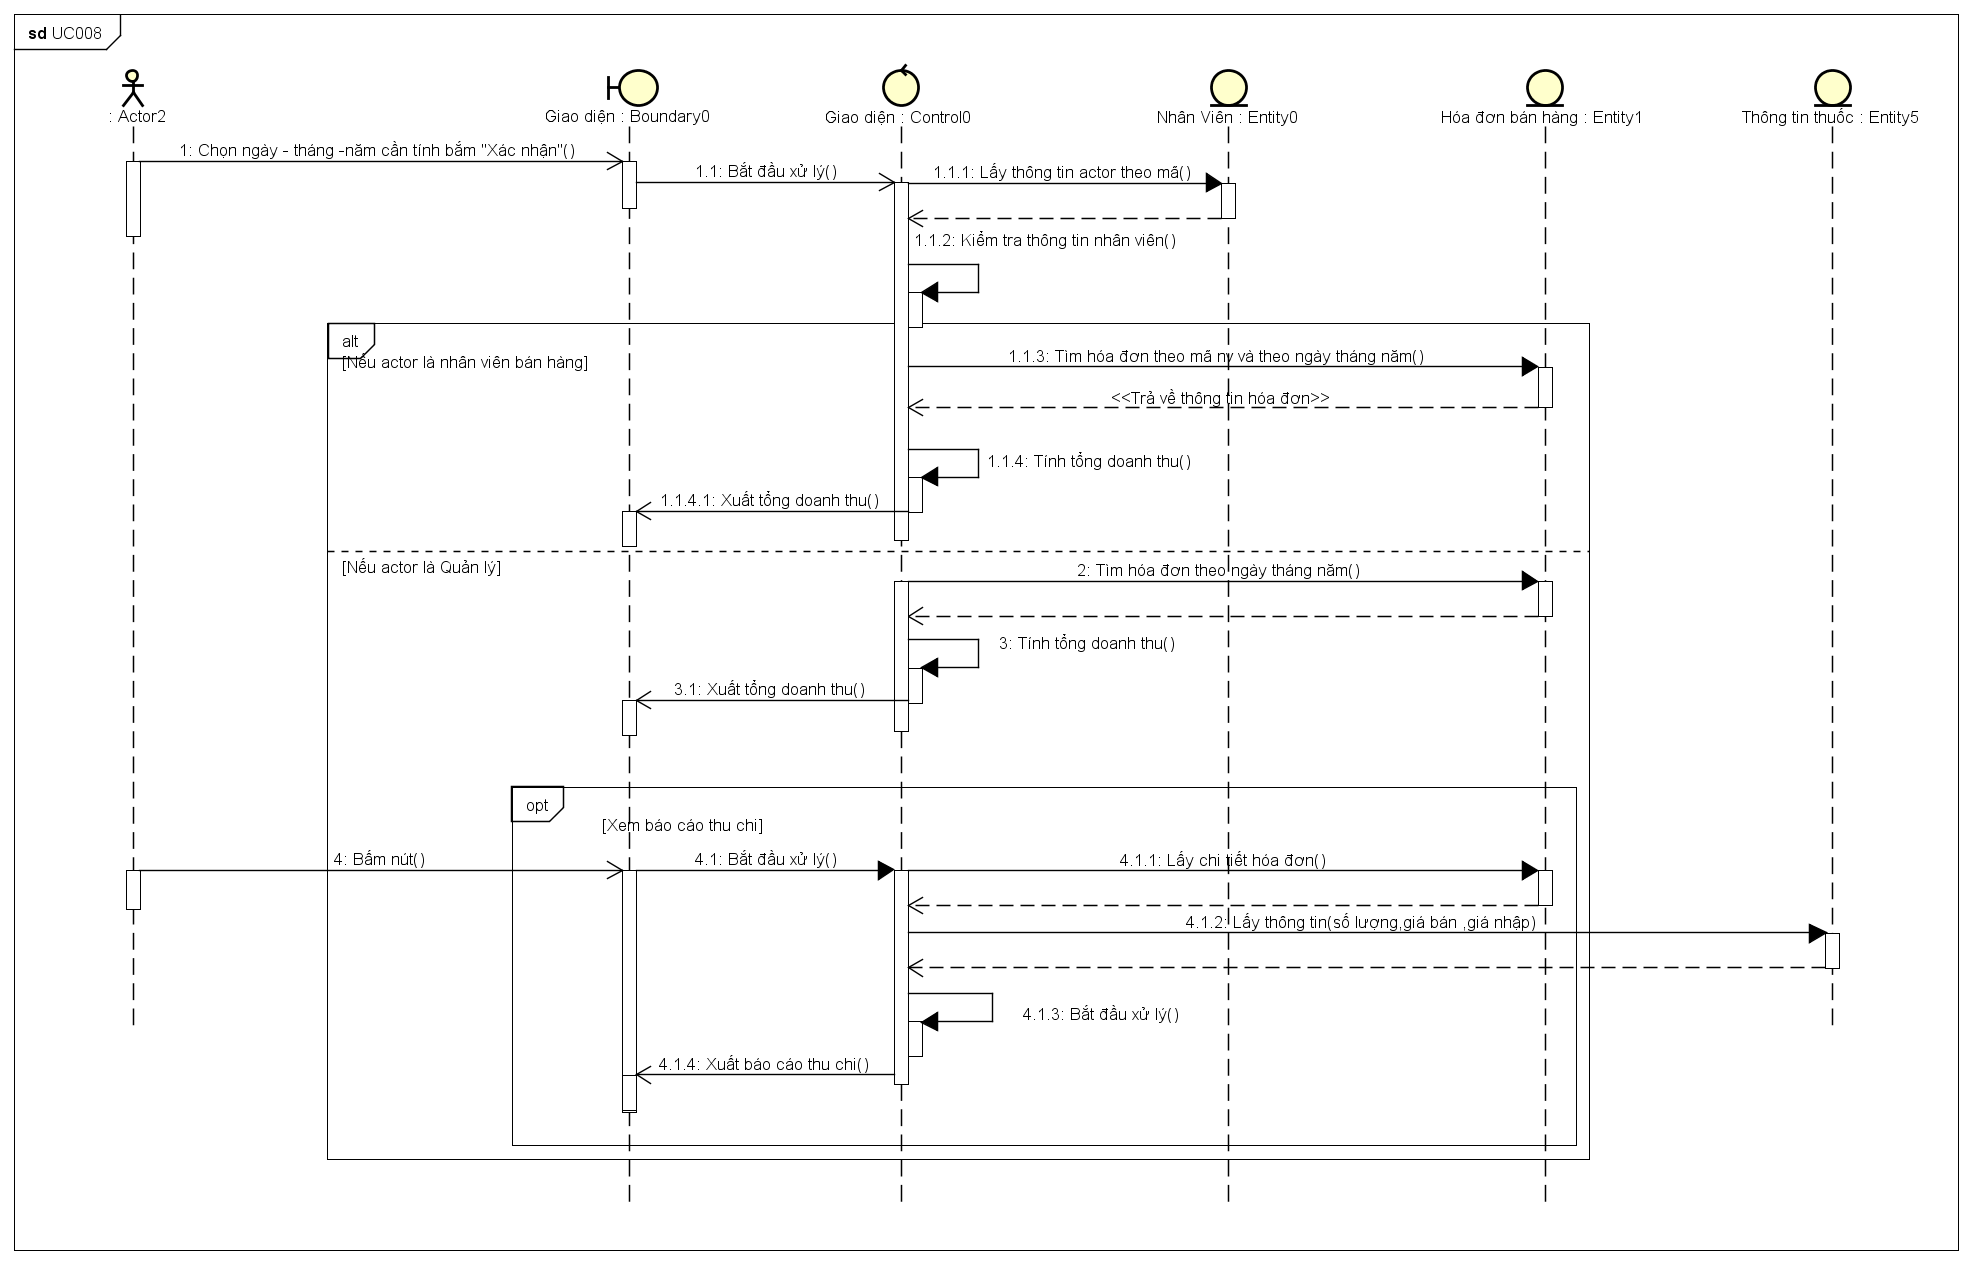 sd UC008
: Actor2
Giao diện : Boundary0
Giao diện : Control0
Nhân Viên : Entity0
Hóa đơn bán hàng : Entity1
Thông tin thuốc : Entity5
1: Chọn ngày - tháng -năm cần tính bấm "Xác nhận"()
1.1: Bắt đầu xử lý()
1.1.1: Lấy thông tin actor theo mã()
1.1.2: Kiểm tra thông tin nhân viên()
alt
[Nếu actor là nhân viên bán hàng]
1.1.3: Tìm hóa đơn theo mã nv và theo ngày tháng năm()
<<Trả về thông tin hóa đơn>>
1.1.4: Tính tổng doanh thu()
1.1.4.1: Xuất tổng doanh thu()
[Nếu actor là Quản lý]
2: Tìm hóa đơn theo ngày tháng năm()
3: Tính tổng doanh thu()
3.1: Xuất tổng doanh thu()
opt
[Xem báo cáo thu chi]
4: Bấm nút()
4.1: Bắt đầu xử lý()
4.1.1: Lấy chi tiết hóa đơn()
4.1.2: Lấy thông tin(số lượng,giá bán ,giá nhập)
4.1.3: Bắt đầu xử lý()
4.1.4: Xuất báo cáo thu chi()